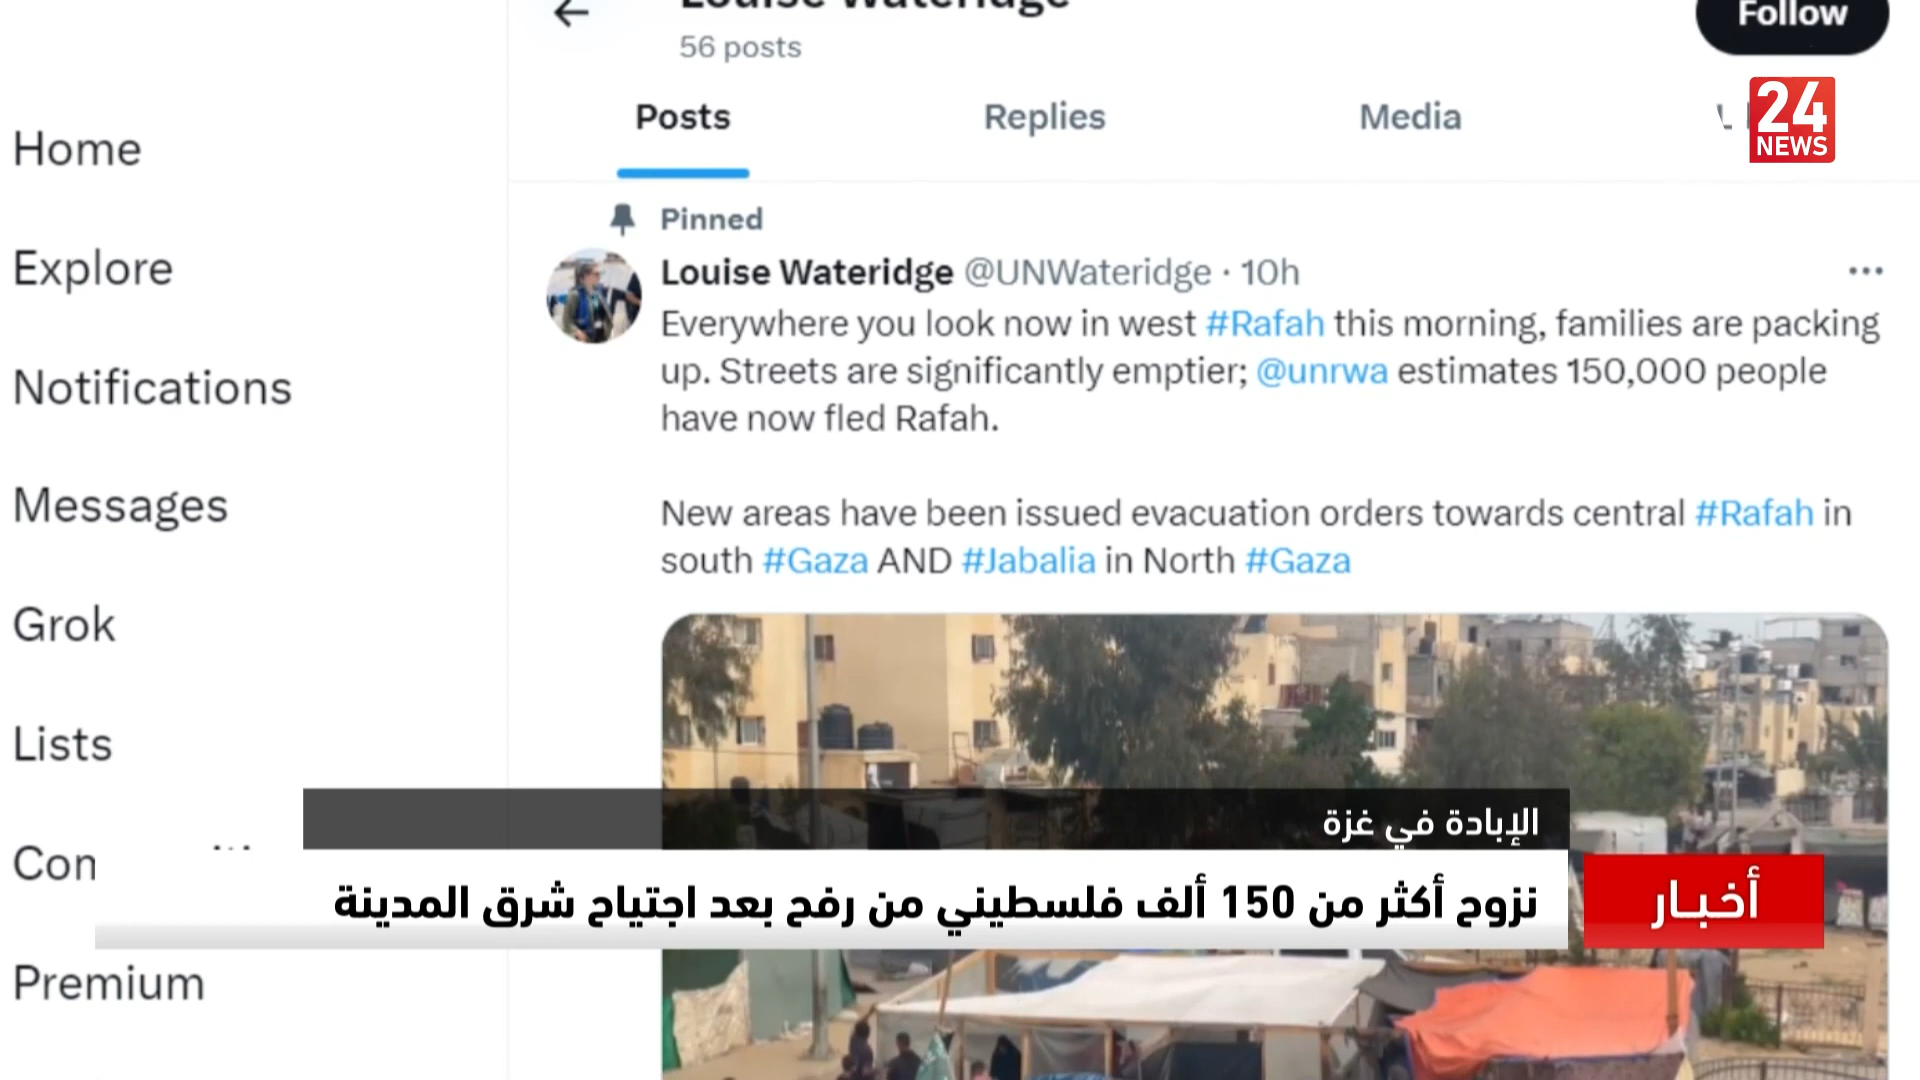 Louise Wateridge
56 posts
Follow
Posts
Replies
Media
24
NEWS
Home
Explore
Notifications
Messages
Grok
Lists
Premium
Pinned
Louise Wateridge @UNWateridge · 10h
Everywhere you look now in west #Rafah this morning, families are packing
up. Streets are significantly emptier; @unrwa estimates 150,000 people
have now fled Rafah.
New areas have been issued evacuation orders towards central #Rafah in
south #Gaza AND #Jabalia in North #Gaza
الإبادة في غزة
نزوح أكثر من 150 ألف فلسطيني من رفح بعد اجتياح شرق المدينة
أخبار